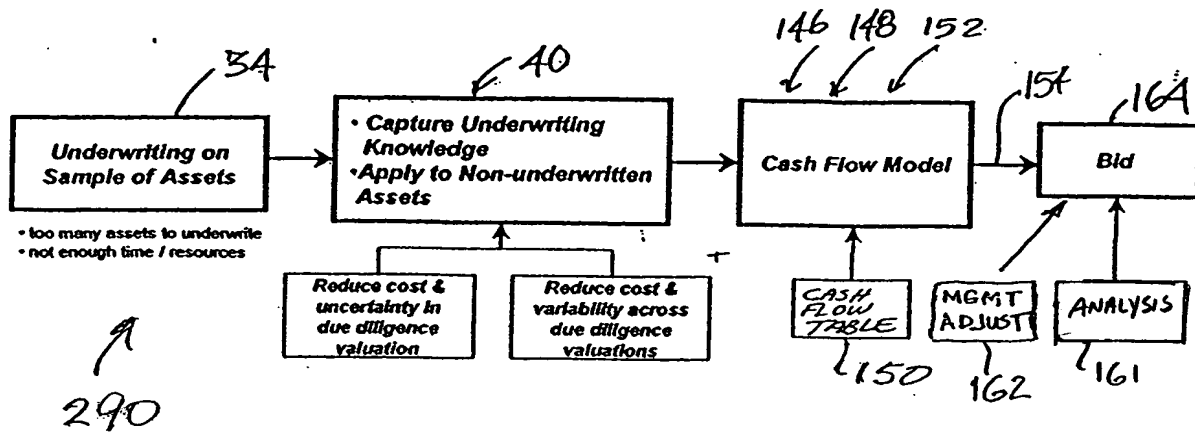 146 148 152
34 40 154 164
Underwriting on
Sample of Assets
• Capture Underwriting
Knowledge
•Apply to Non-underwritten
Assets
Cash Flow Model
Bid
• too many assets to underwrite
• not enough time / resources
Reduce cost &
uncertainty in
due diligence
valuation
Reduce cost &
variability across
due diligence
valuations
CASH
FLOW
TABLE
MGMT
ADJUST
ANALYSIS
290
150
162
161